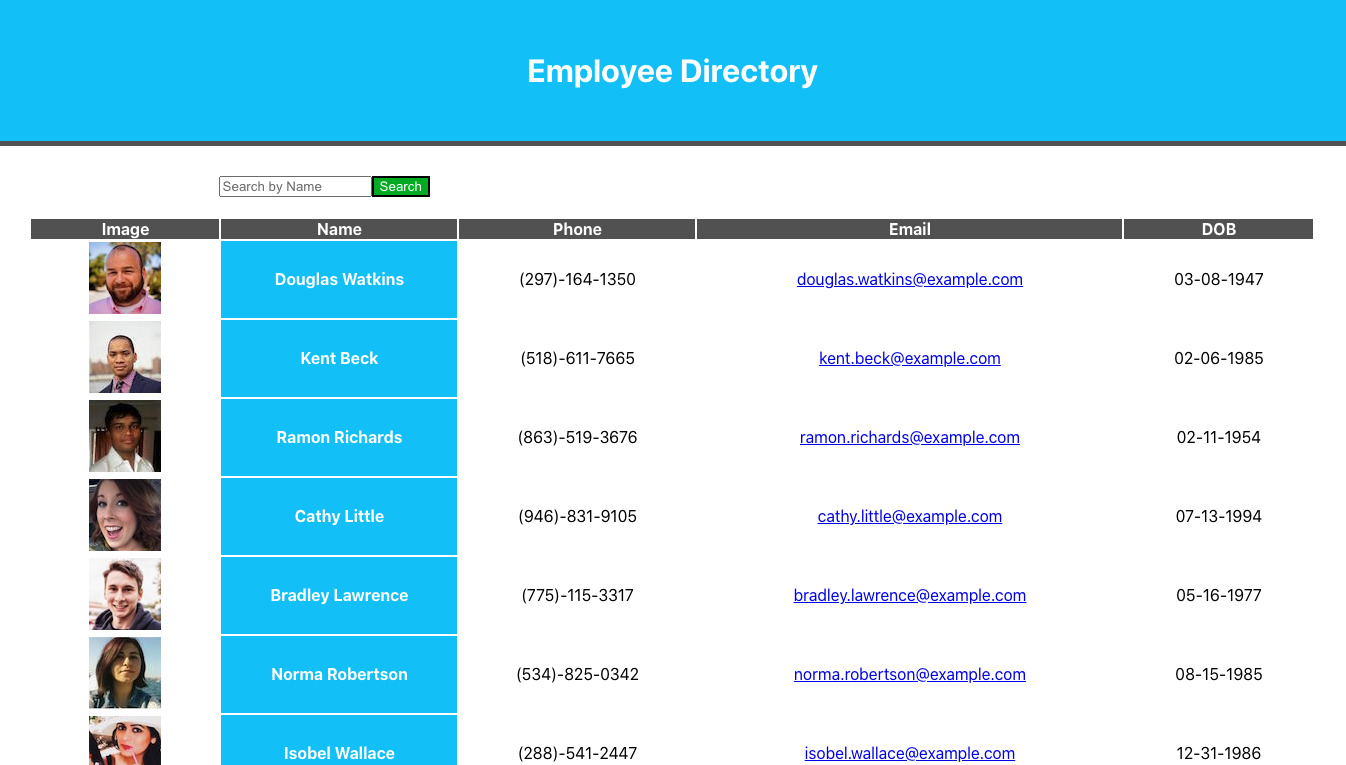 Employee Directory
Search by Name Search
Image Name Phone Email DOB
Douglas Watkins (297)-164-1350 douglas.watkins@example.com 03-08-1947
Kent Beck (518)-611-7665 kent.beck@example.com 02-06-1985
Ramon Richards (863)-519-3676 ramon.richards@example.com 02-11-1954
Cathy Little (946)-831-9105 cathy.little@example.com 07-13-1994
Bradley Lawrence (775)-115-3317 bradley.lawrence@example.com 05-16-1977
Norma Robertson (534)-825-0342 norma.robertson@example.com 08-15-1985
Isobel Wallace (288)-541-2447 isobel.wallace@example.com 12-31-1986